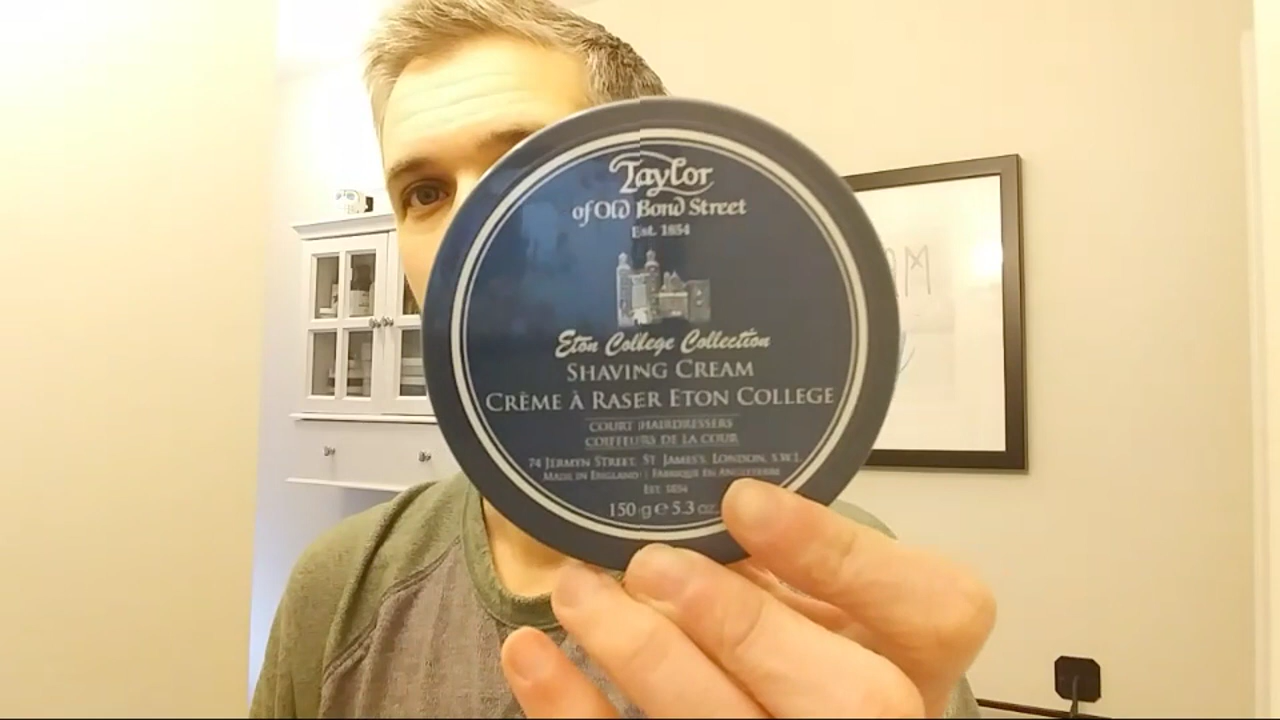 Taylor
of Old Bond Street
Est. 1854
Eton College Collection
SHAVING CREAM
CRÈME À RASER ETON COLLEGE
COURT HAIRDRESSERS
COIFFEURS DE LA COUR
74 JERMYN STREET, ST. JAMES'S, LONDON, S.W.1.
MADE IN ENGLAND FABRIQUE EN ANGLETERRE
EST. 1854
150 g e 5.3 oz.